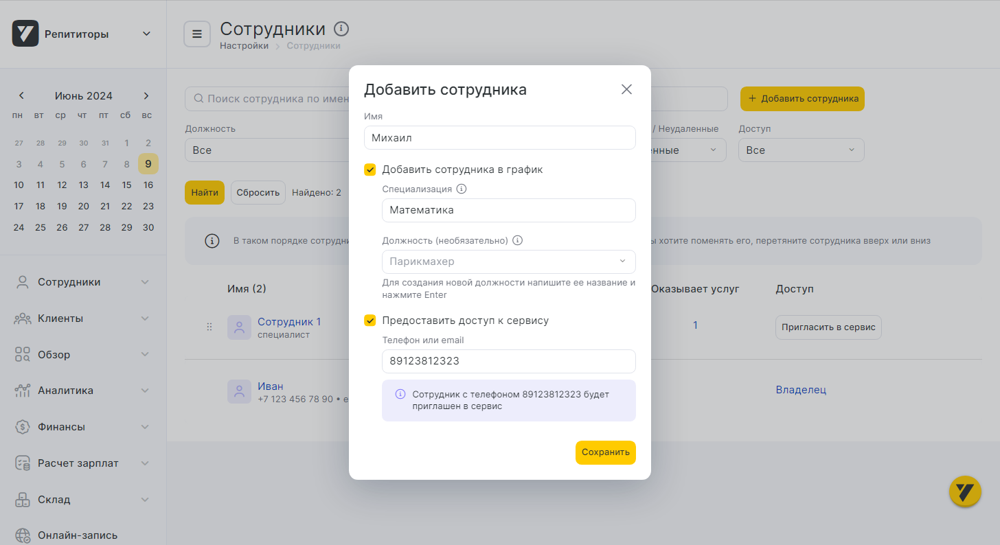 Репититоры
Сотрудники
Настройки > Сотрудники
Июнь 2024
пн вт ср чт пт сб вс
27 28 29 30 31 1 2
3 4 5 6 7 8 9
10 11 12 13 14 15 16
17 18 19 20 21 22 23
24 25 26 27 28 29 30
Сотрудники
Клиенты
Обзор
Аналитика
Финансы
Расчет зарплат
Склад
Онлайн-запись
Поиск сотрудника по имен
+ Добавить сотрудника
Должность
Все
/ Неудаленные
нные
Доступ
Все
Найти
Сбросить
Найдено: 2
В таком порядке сотрудни
ы хотите поменять его, перетяните сотрудника вверх или вниз
Имя (2)
Оказывает услуг
Доступ
Сотрудник 1
специалист
1
Пригласить в сервис
Иван
+7 123 456 78 90 • e
Владелец
Добавить сотрудника
Имя
Михаил
Добавить сотрудника в график
Специализация
Математика
Должность (необязательно)
Парикмахер
Для создания новой должности напишите ее название и
нажмите Enter
Предоставить доступ к сервису
Телефон или email
89123812323
Сотрудник с телефоном 89123812323 будет
приглашен в сервис
Сохранить